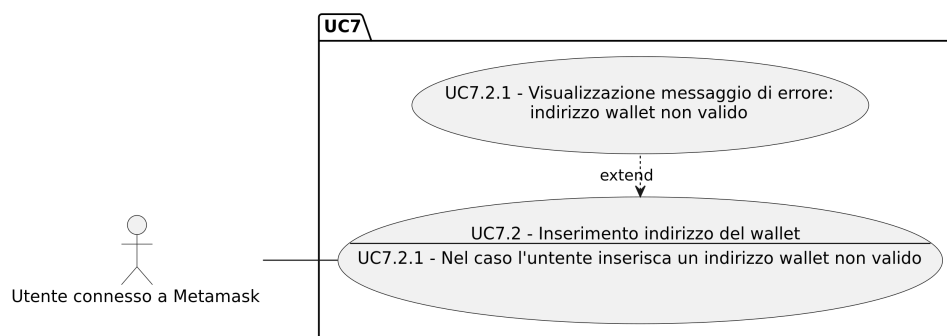 UC7
UC7.2.1 - Visualizzazione messaggio di errore:
indirizzo wallet non valido
extend
UC7.2 - Inserimento indirizzo del wallet
UC7.2.1 - Nel caso l'untente inserisca un indirizzo wallet non valido
Utente connesso a Metamask